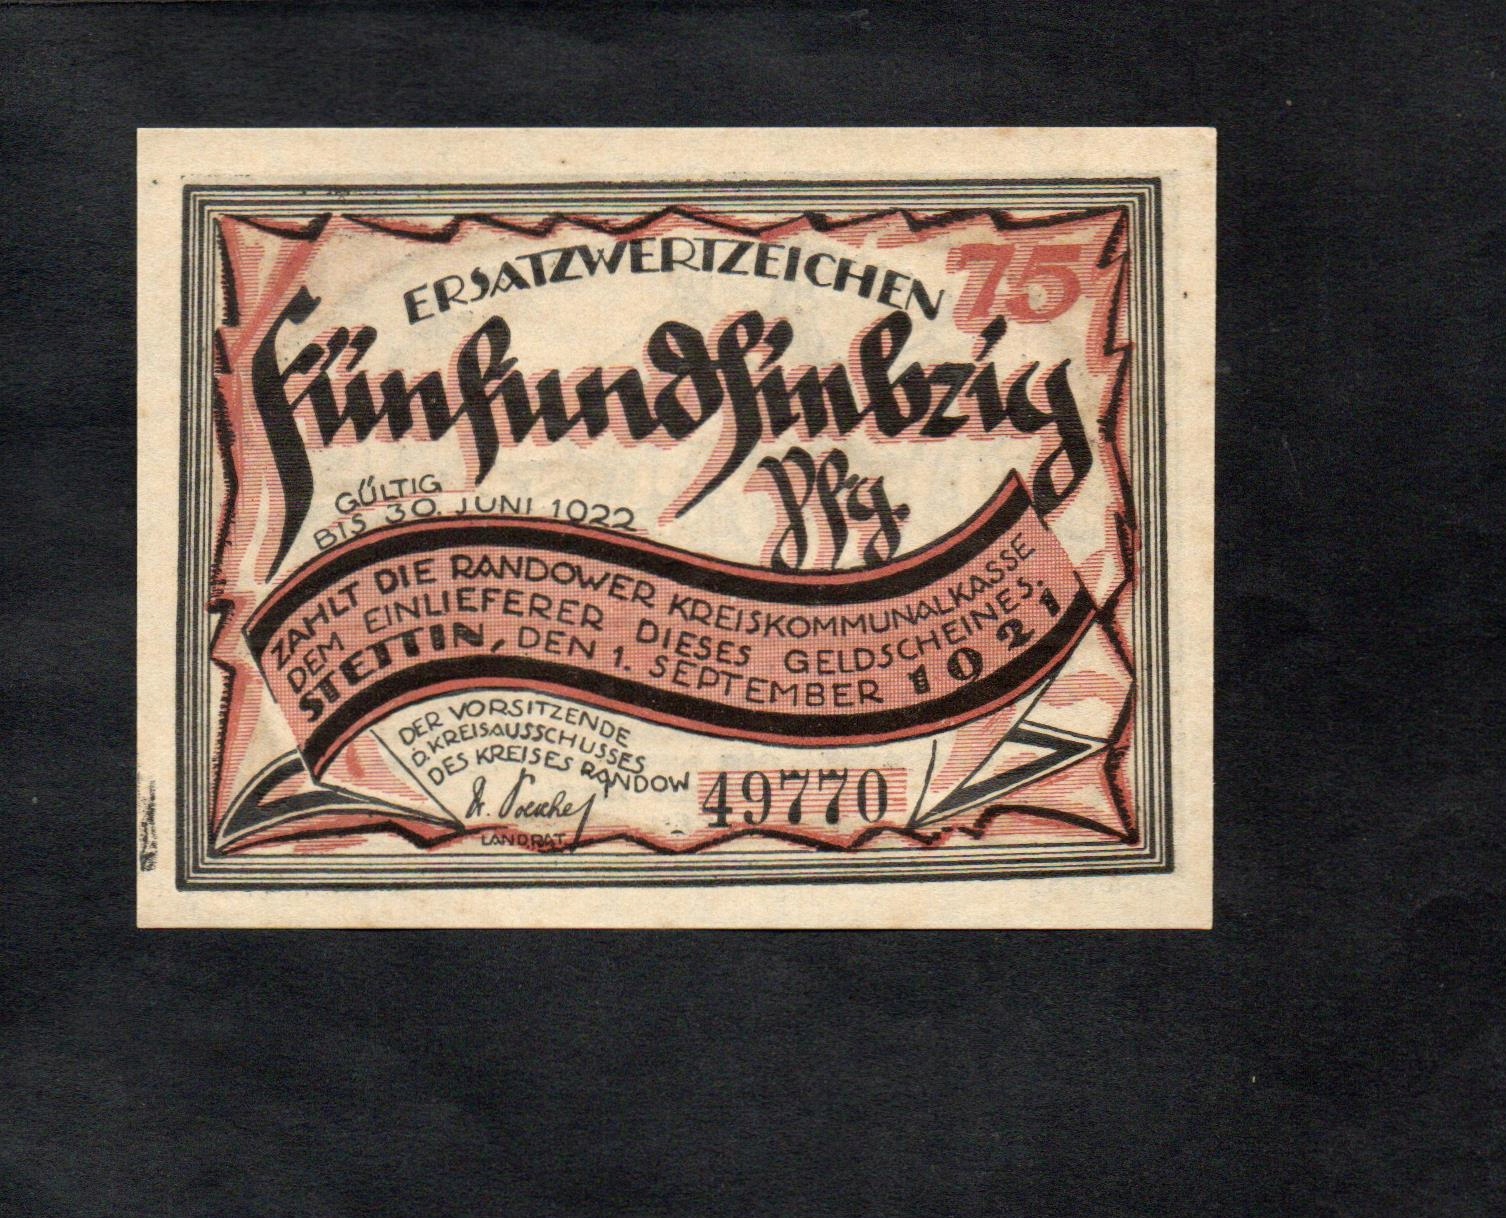 ERSATZWERTZEICHEN
75
Fünfundsiebzig
Pfg.
GÜLTIG
BIS 30. JUNI 1922
ZAHLT DIE RANDOWER KREISKOMMUNALKASSE
DEM EINLIEFERER DIESES GELDSCHEINES.
STETTIN, DEN 1. SEPTEMBER 1921
DER VORSITZENDE
D. KREISAUSSCHUSSES
DES KREISES RANDOW
LANDRAT
49770